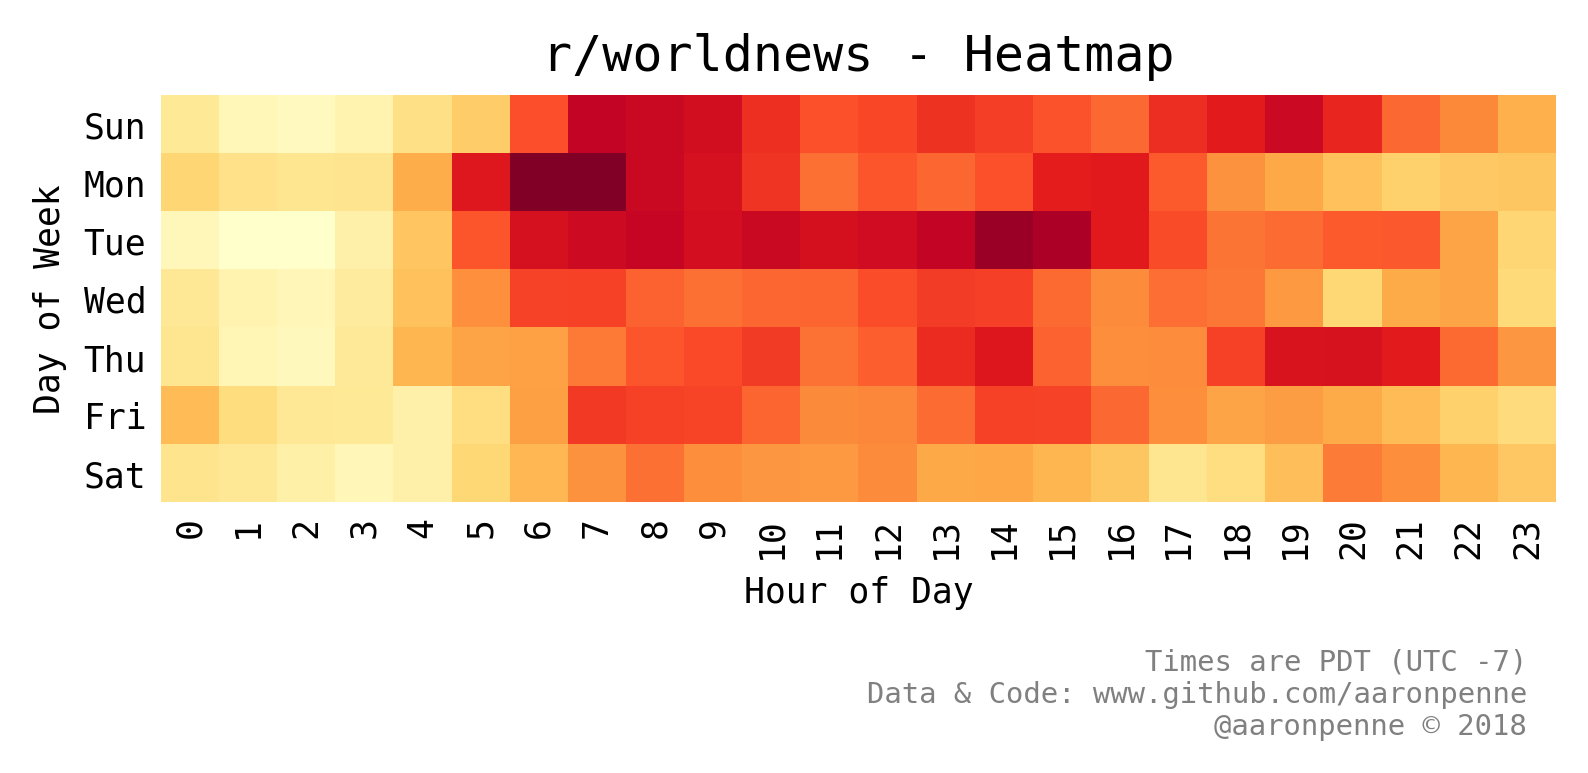 r/worldnews - Heatmap
Day of Week
Sun
Mon
Tue
Wed
Thu
Fri
Sat
0 1 2 3 4 5 6 7 8 9 10 11 12 13 14 15 16 17 18 19 20 21 22 23
Hour of Day
Times are PDT (UTC -7)
Data & Code: www.github.com/aaronpenne
@aaronpenne © 2018